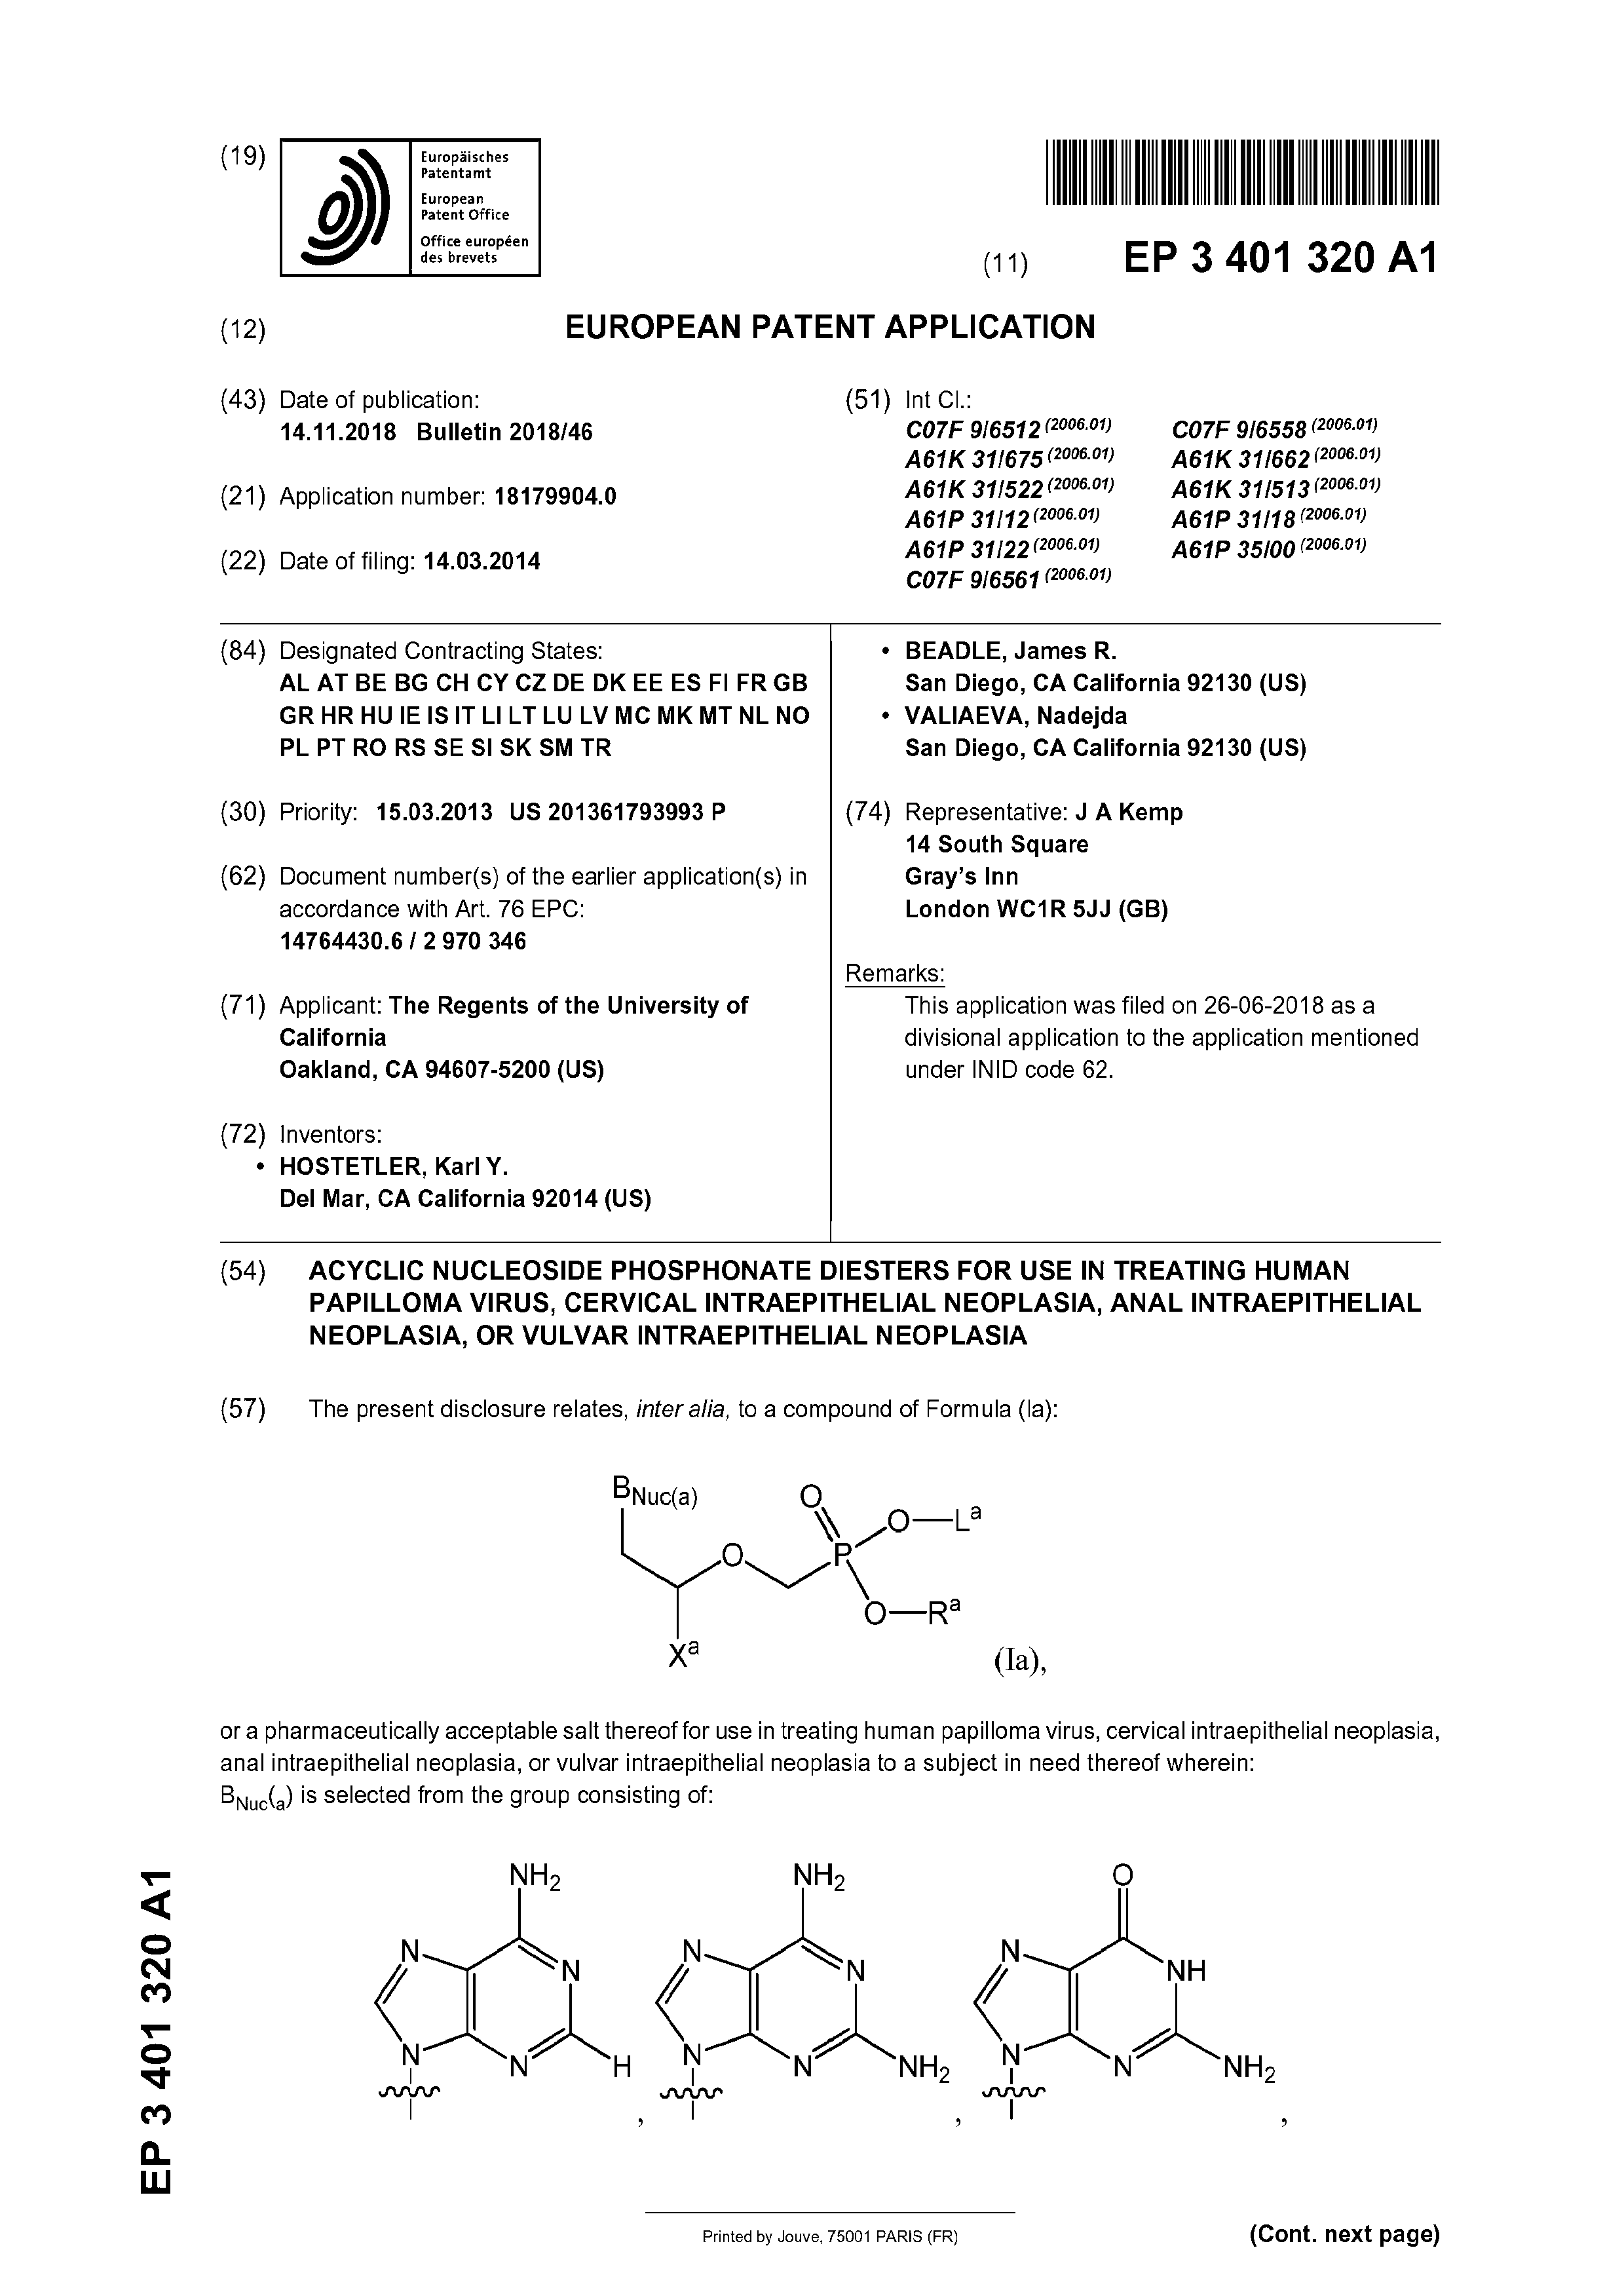 (19)
Europäisches
Patentamt
European
Patent Office
Office européen
des brevets
(11) EP 3 401 320 A1
(12) EUROPEAN PATENT APPLICATION
(43) Date of publication:
14.11.2018 Bulletin 2018/46
(21) Application number: 18179904.0
(22) Date of filing: 14.03.2014
(51) Int Cl.:
C07F 9/6512 (2006.01) C07F 9/6558 (2006.01)
A61K 31/675 (2006.01) A61K 31/662 (2006.01)
A61K 31/522 (2006.01) A61K 31/513 (2006.01)
A61P 31/12 (2006.01) A61P 31/18 (2006.01)
A61P 31/22 (2006.01) A61P 35/00 (2006.01)
C07F 9/6561 (2006.01)
(84) Designated Contracting States:
AL AT BE BG CH CY CZ DE DK EE ES FI FR GB
GR HR HU IE IS IT LI LT LU LV MC MK MT NL NO
PL PT RO RS SE SI SK SM TR
(30) Priority: 15.03.2013 US 201361793993 P
(62) Document number(s) of the earlier application(s) in
accordance with Art. 76 EPC:
14764430.6 / 2 970 346
(71) Applicant: The Regents of the University of
California
Oakland, CA 94607-5200 (US)
(72) Inventors:
• HOSTETLER, Karl Y.
Del Mar, CA California 92014 (US)
• BEADLE, James R.
San Diego, CA California 92130 (US)
• VALIAEVA, Nadejda
San Diego, CA California 92130 (US)
(74) Representative: J A Kemp
14 South Square
Gray's Inn
London WC1R 5JJ (GB)
Remarks:
This application was filed on 26-06-2018 as a
divisional application to the application mentioned
under INID code 62.
(54) ACYCLIC NUCLEOSIDE PHOSPHONATE DIESTERS FOR USE IN TREATING HUMAN
PAPILLOMA VIRUS, CERVICAL INTRAEPITHELIAL NEOPLASIA, ANAL INTRAEPITHELIAL
NEOPLASIA, OR VULVAR INTRAEPITHELIAL NEOPLASIA
(57) The present disclosure relates, inter alia, to a compound of Formula (Ia):
BNuc(a) O
O—La
O P
O—Ra
Xa (Ia),
or a pharmaceutically acceptable salt thereof for use in treating human papilloma virus, cervical intraepithelial neoplasia,
anal intraepithelial neoplasia, or vulvar intraepithelial neoplasia to a subject in need thereof wherein:
BNuc(a) is selected from the group consisting of:
NH2 NH2 O
N N N N N NH
N N H , N N NH2 , N N NH2 ,
EP 3 401 320 A1
Printed by Jouve, 75001 PARIS (FR)
(Cont. next page)